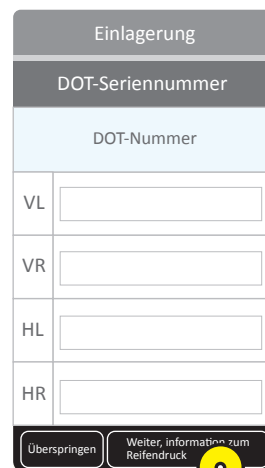 Einlagerung
DOT-Seriennummer
DOT-Nummer
VL
VR
HL
HR
Überspringen
Weiter, information zum
Reifendruck